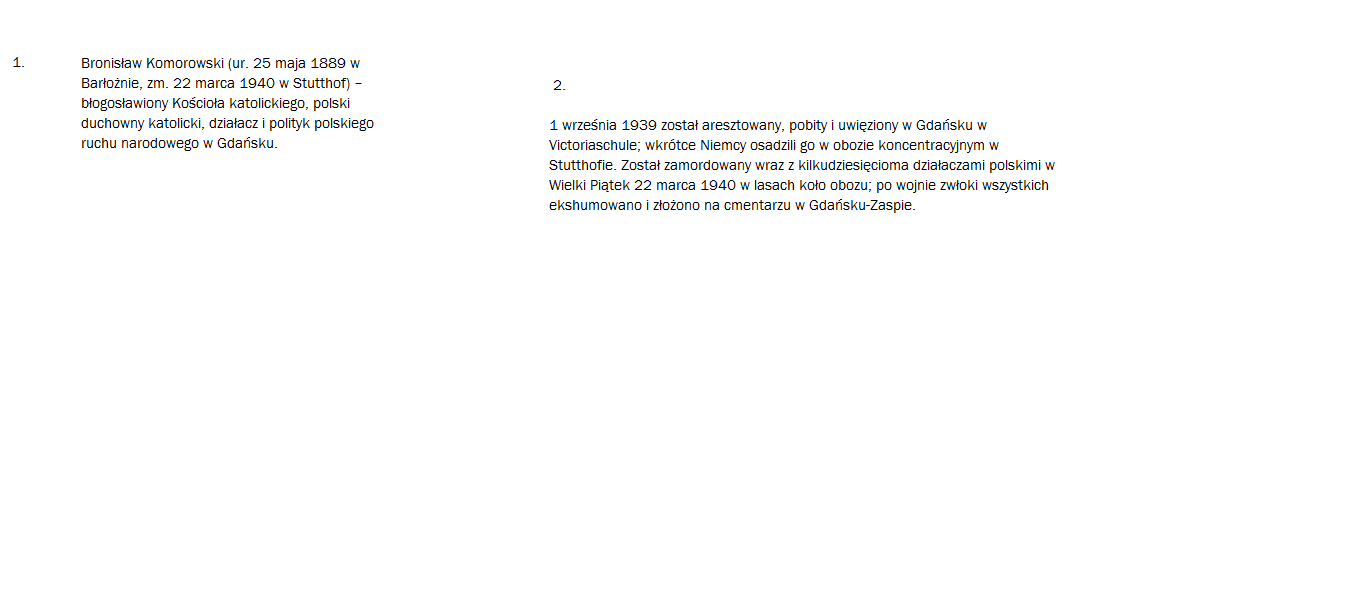 1.
Bronisław Komorowski (ur. 25 maja 1889 w
Barłożnie, zm. 22 marca 1940 w Stutthof) –
błogosławiony Kościoła katolickiego, polski
duchowny katolicki, działacz i polityk polskiego
ruchu narodowego w Gdańsku.
2.
1 września 1939 został aresztowany, pobity i uwięziony w Gdańsku w
Victoriaschule; wkrótce Niemcy osadzili go w obozie koncentracyjnym w
Stutthofie. Został zamordowany wraz z kilkudziesięcioma działaczami polskimi w
Wielki Piątek 22 marca 1940 w lasach koło obozu; po wojnie zwłoki wszystkich
ekshumowano i złożono na cmentarzu w Gdańsku-Zaspie.